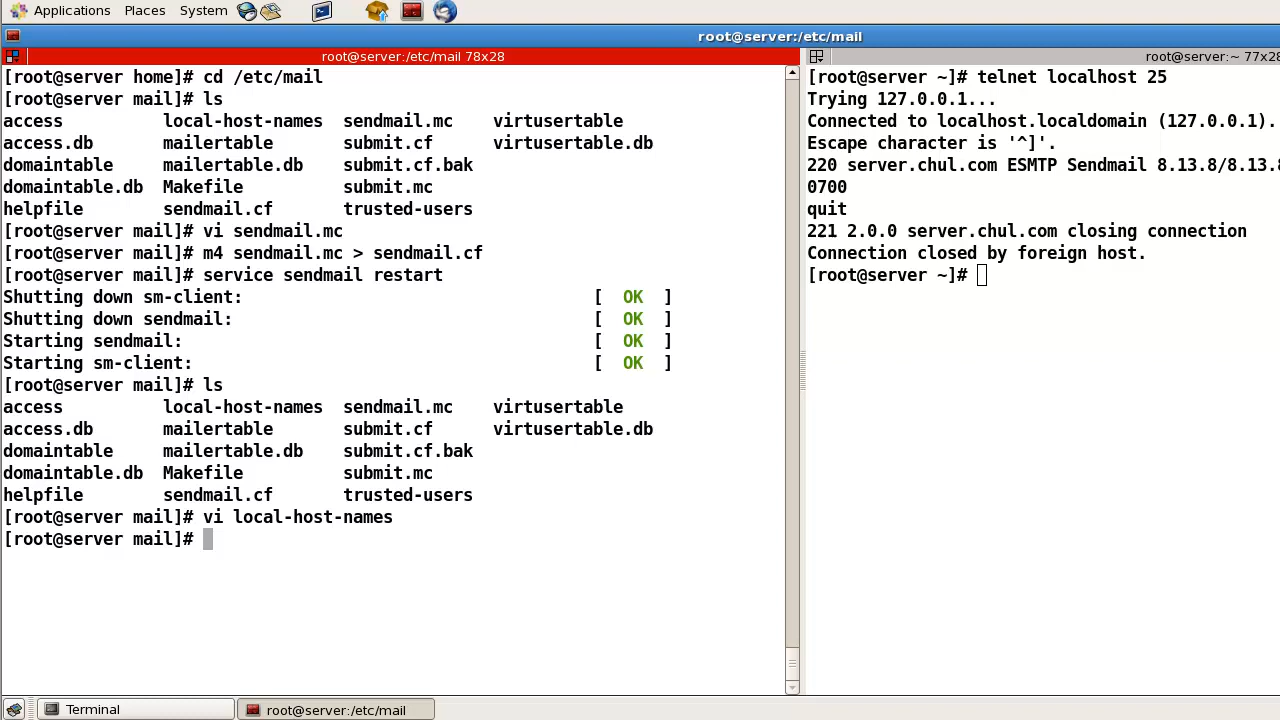 Applications Places System
root@server:/etc/mail
root@server:/etc/mail 78x28
[root@server home]# cd /etc/mail
[root@server mail]# ls
access local-host-names sendmail.mc virtusertable
access.db mailertable submit.cf virtusertable.db
domaintable mailertable.db submit.cf.bak
domaintable.db Makefile submit.mc
helpfile sendmail.cf trusted-users
[root@server mail]# vi sendmail.mc
[root@server mail]# m4 sendmail.mc > sendmail.cf
[root@server mail]# service sendmail restart
Shutting down sm-client: [ OK ]
Shutting down sendmail: [ OK ]
Starting sendmail: [ OK ]
Starting sm-client: [ OK ]
[root@server mail]# ls
access local-host-names sendmail.mc virtusertable
access.db mailertable submit.cf virtusertable.db
domaintable mailertable.db submit.cf.bak
domaintable.db Makefile submit.mc
helpfile sendmail.cf trusted-users
[root@server mail]# vi local-host-names
[root@server mail]#
root@server:~ 77x28
[root@server ~]# telnet localhost 25
Trying 127.0.0.1...
Connected to localhost.localdomain (127.0.0.1).
Escape character is '^]'.
220 server.chul.com ESMTP Sendmail 8.13.8/8.13.8
0700
quit
221 2.0.0 server.chul.com closing connection
Connection closed by foreign host.
[root@server ~]#
Terminal
root@server:/etc/mail